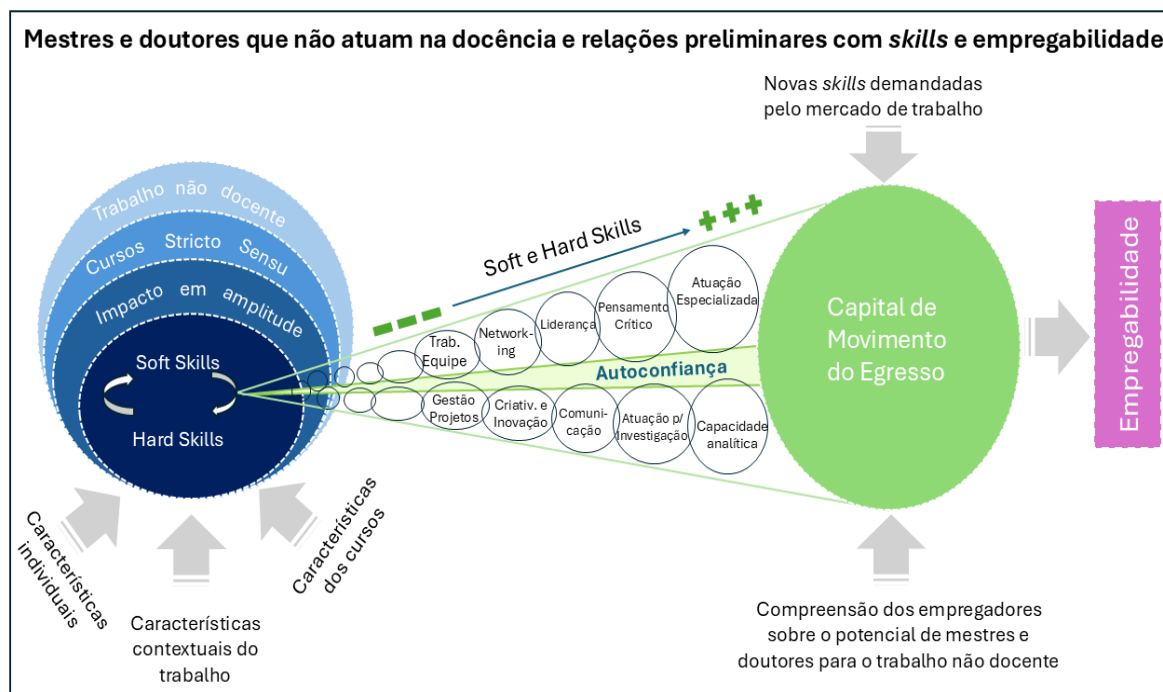 Mestres e doutores que não atuam na docência e relações preliminares com skills e empregabilidade
Novas skills demandadas
pelo mercado de trabalho
Trabalho não docente
Cursos Stricto Sensu
Impacto em amplitude
Soft Skills
Hard Skills
Soft e Hard Skills
Trab.
Equipe
Network-
ing
Liderança
Pensamento
Crítico
Atuação
Especializada
Autoconfiança
Gestão
Projetos
Criativ. e
Inovação
Comuni-
cação
Atuação p/
Investigação
Capacidade
analítica
Capital de
Movimento
do Egresso
Empregabilidade
Características
individuais
Características
contextuais do
trabalho
Características
dos cursos
Compreensão dos empregadores
sobre o potencial de mestres e
doutores para o trabalho não docente